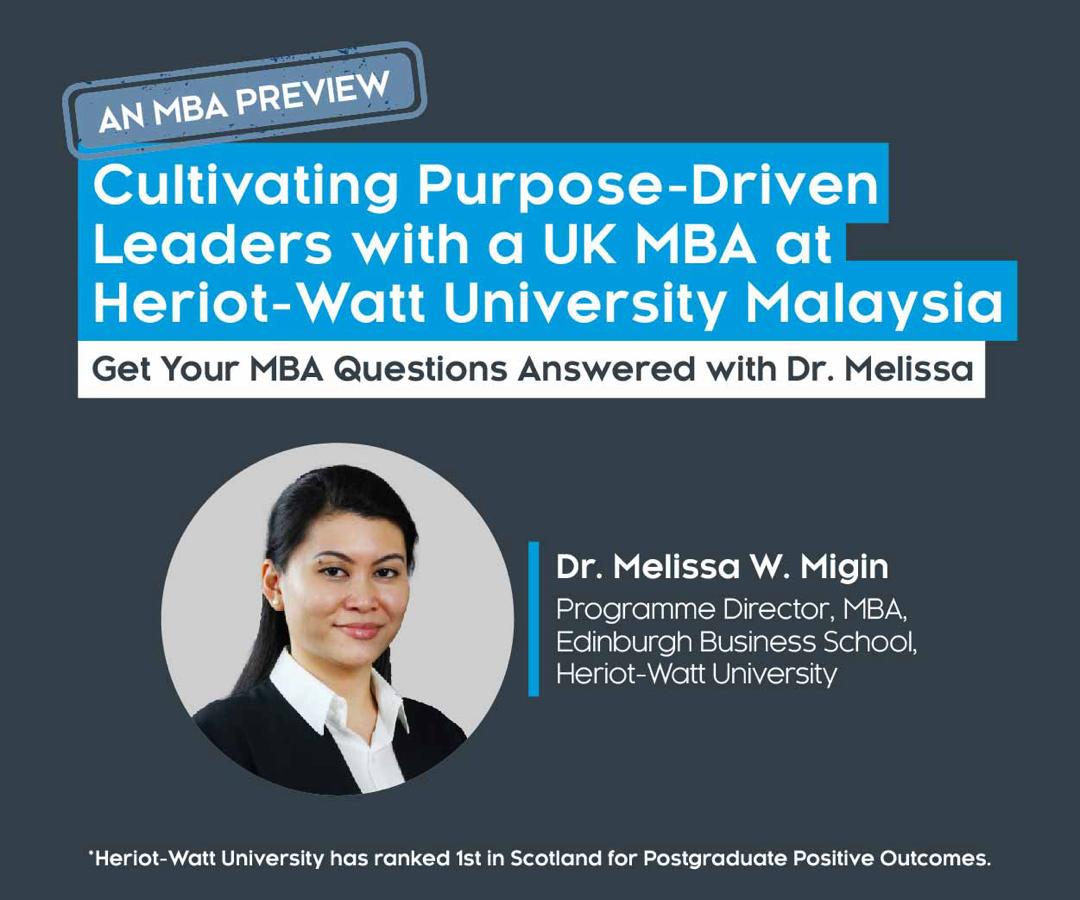 AN MBA PREVIEW
Cultivating Purpose-Driven
Leaders with a UK MBA at
Heriot-Watt University Malaysia
Get Your MBA Questions Answered with Dr. Melissa
Dr. Melissa W. Migin
Programme Director, MBA,
Edinburgh Business School,
Heriot-Watt University
*Heriot-Watt University has ranked 1st in Scotland for Postgraduate Positive Outcomes.